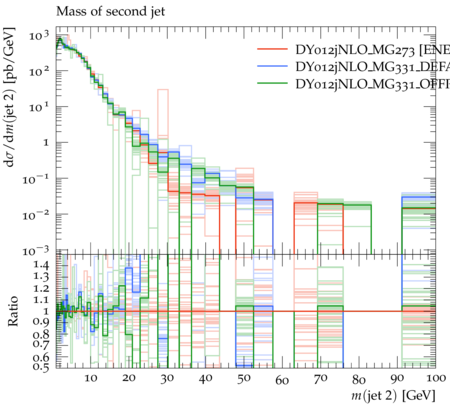 Mass of second jet
dσ/dm(jet 2) [pb/GeV]
10³
10²
10¹
1
10⁻¹
10⁻²
10⁻³
DY012jNLO_MG273 [ENE
DY012jNLO_MG331_DEFA
DY012jNLO_MG331_OFFI
Ratio
1.4
1.3
1.2
1.1
1
0.9
0.8
0.7
0.6
0.5
10 20 30 40 50 60 70 80 90 100
m(jet 2) [GeV]